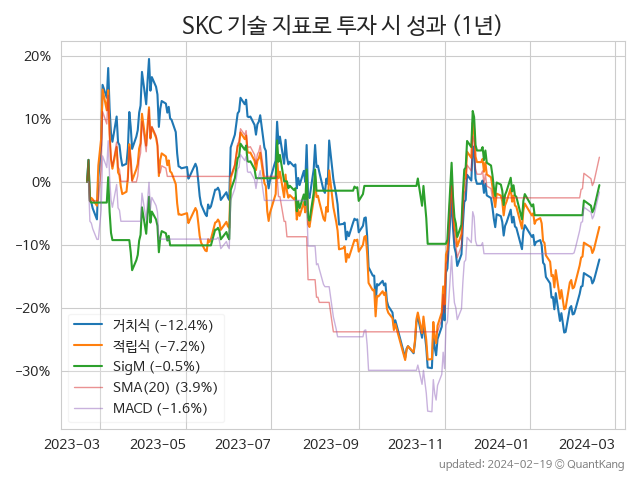 SKC 기술 지표로 투자 시 성과 (1년)
20%
10%
0%
−10%
−20%
−30%
거치식 (−12.4%)
적립식 (−7.2%)
SigM (−0.5%)
SMA(20) (3.9%)
MACD (−1.6%)
2023-03 2023-05 2023-07 2023-09 2023-11 2024-01 2024-03
updated: 2024-02-19 © QuantKang